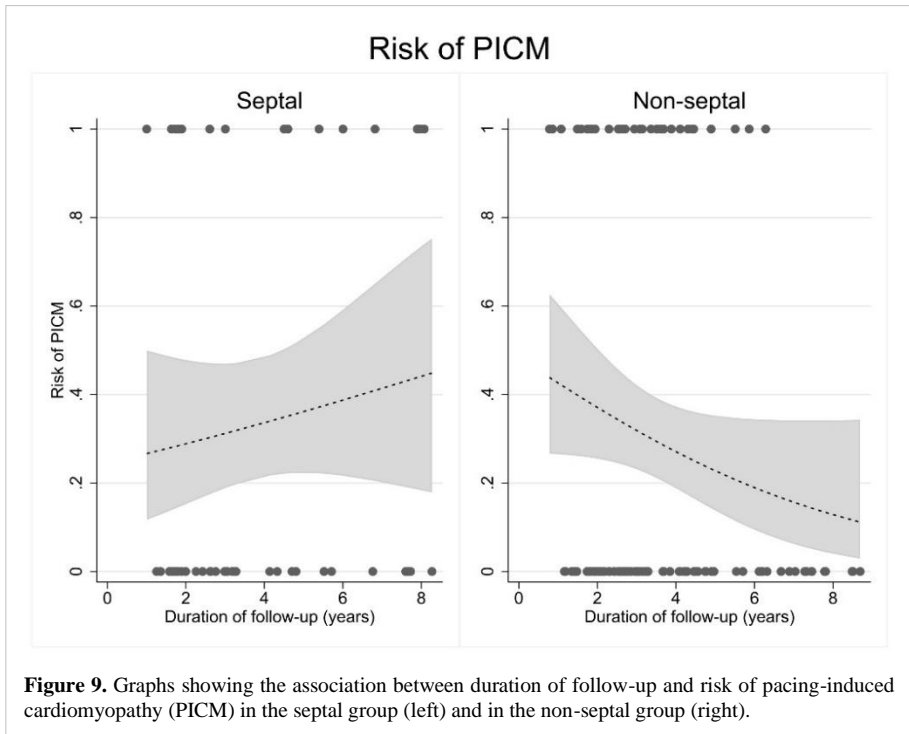 Risk of PICM
Septal
Non-septal
Risk of PICM
1
.8
.6
.4
.2
0
0 2 4 6 8
Duration of follow-up (years)
1
.8
.6
.4
.2
0
0 2 4 6 8
Duration of follow-up (years)
Figure 9. Graphs showing the association between duration of follow-up and risk of pacing-induced
cardiomyopathy (PICM) in the septal group (left) and in the non-septal group (right).